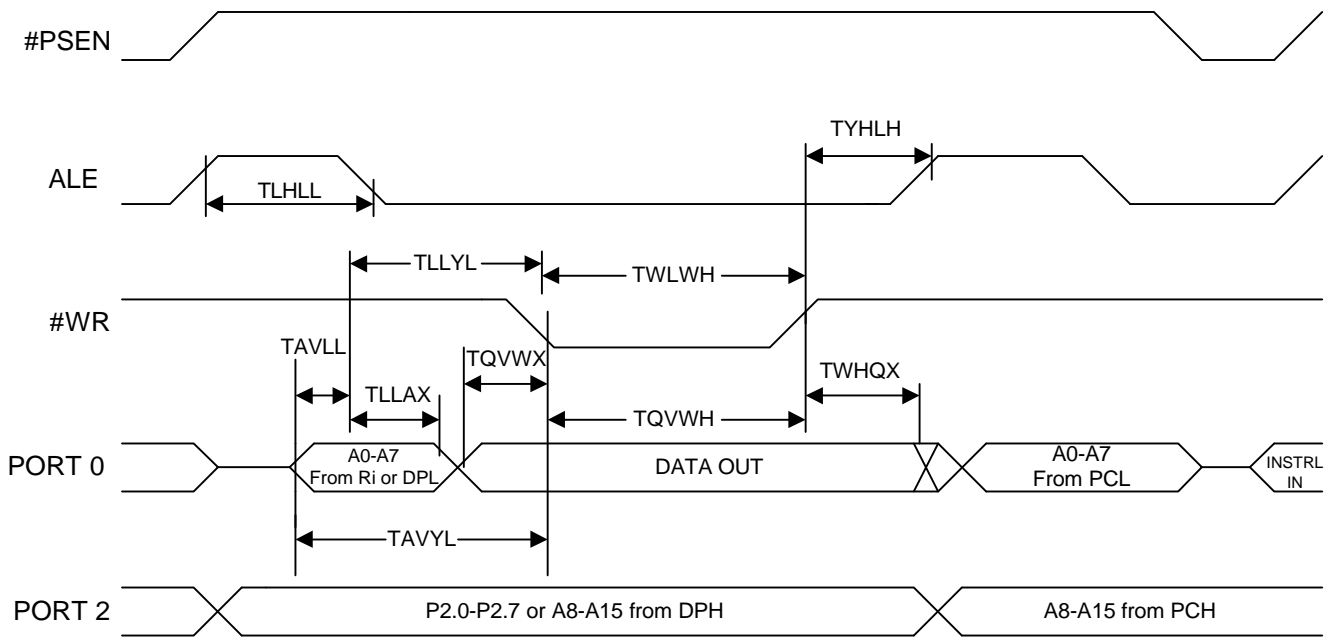 #PSEN
TYHLH
ALE
TLHLL
TLLYL
TWLWH
#WR
TAVLL
TQVWX
TWHQX
TLLAX
TQVWH
PORT 0
A0-A7
From Ri or DPL
DATA OUT
A0-A7
From PCL
INSTRL
IN
TAVYL
PORT 2
P2.0-P2.7 or A8-A15 from DPH
A8-A15 from PCH